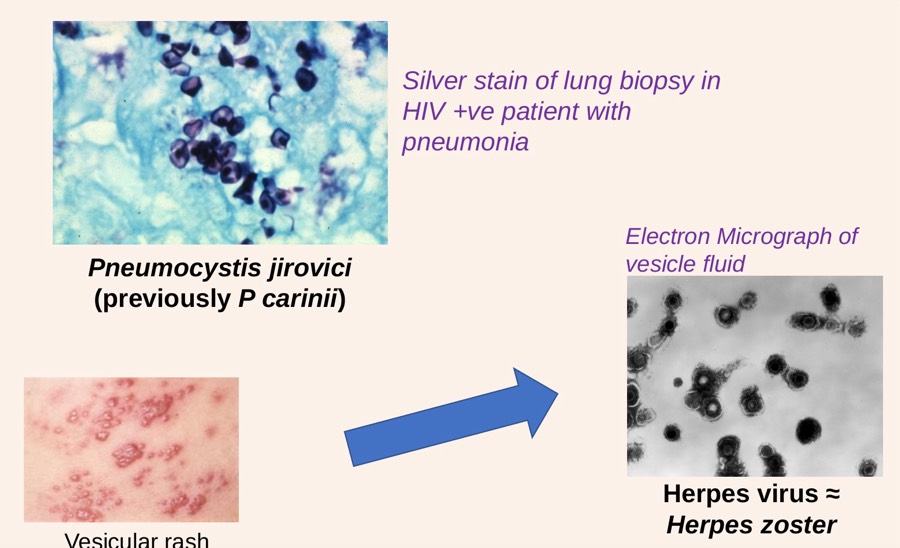 Silver stain of lung biopsy in
HIV +ve patient with
pneumonia
Pneumocystis jirovici
(previously P carinii)
Electron Micrograph of
vesicle fluid
Vesicular rash
Herpes virus ≈
Herpes zoster